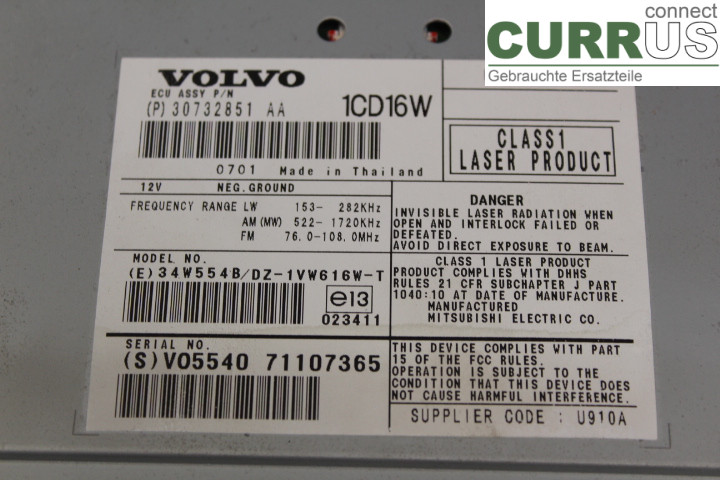 connect
CURRUS
Gebrauchte Ersatzteile
VOLVO
ECU ASSY P/N
(P) 30732851 AA
1CD16W
0701 Made in Thailand
CLASS1
LASER PRODUCT
12V NEG.GROUND
FREQUENCY RANGE LW 153- 282KHz
AM (MW) 522- 1720KHz
FM 76.0-108.0MHz
MODEL NO.
(E) 34W554B/DZ-1VW616W-T
e13
023411
SERIAL NO.
(S) V05540 71107365
DANGER
INVISIBLE LASER RADIATION WHEN
OPEN AND INTERLOCK FAILED OR
DEFEATED.
AVOID DIRECT EXPOSURE TO BEAM.
CLASS 1 LASER PRODUCT
PRODUCT COMPLIES WITH DHHS
RULES 21 CFR SUBCHAPTER J PART
1040:10 AT DATE OF MANUFACTURE.
MANUFACTURED
MITSUBISHI ELECTRIC CO.
THIS DEVICE COMPLIES WITH PART
15 OF THE FCC RULES.
OPERATION IS SUBJECT TO THE
CONDITION THAT THIS DEVICE DOES
NOT CAUSE HARMFUL INTERFERENCE.
SUPPLIER CODE : U910A